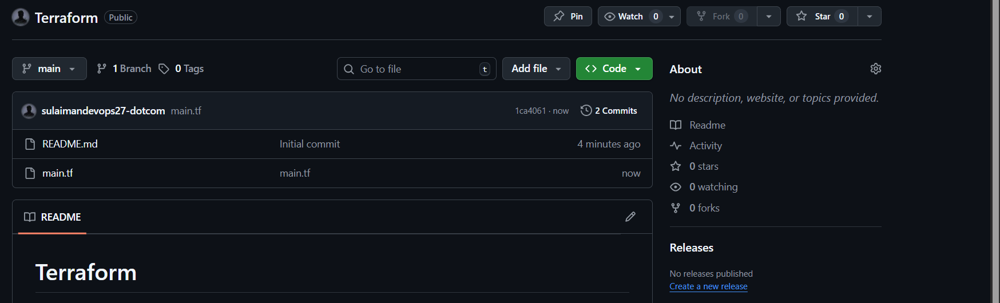 Terraform Public Pin Watch 0 Fork 0 Star 0
main 1 Branch 0 Tags Go to file t Add file Code
sulaimandevops27-dotcom main.tf 1ca4061 · now 2 Commits
README.md Initial commit 4 minutes ago
main.tf main.tf now
README
Terraform
About
No description, website, or topics provided.
Readme
Activity
0 stars
0 watching
0 forks
Releases
No releases published
Create a new release